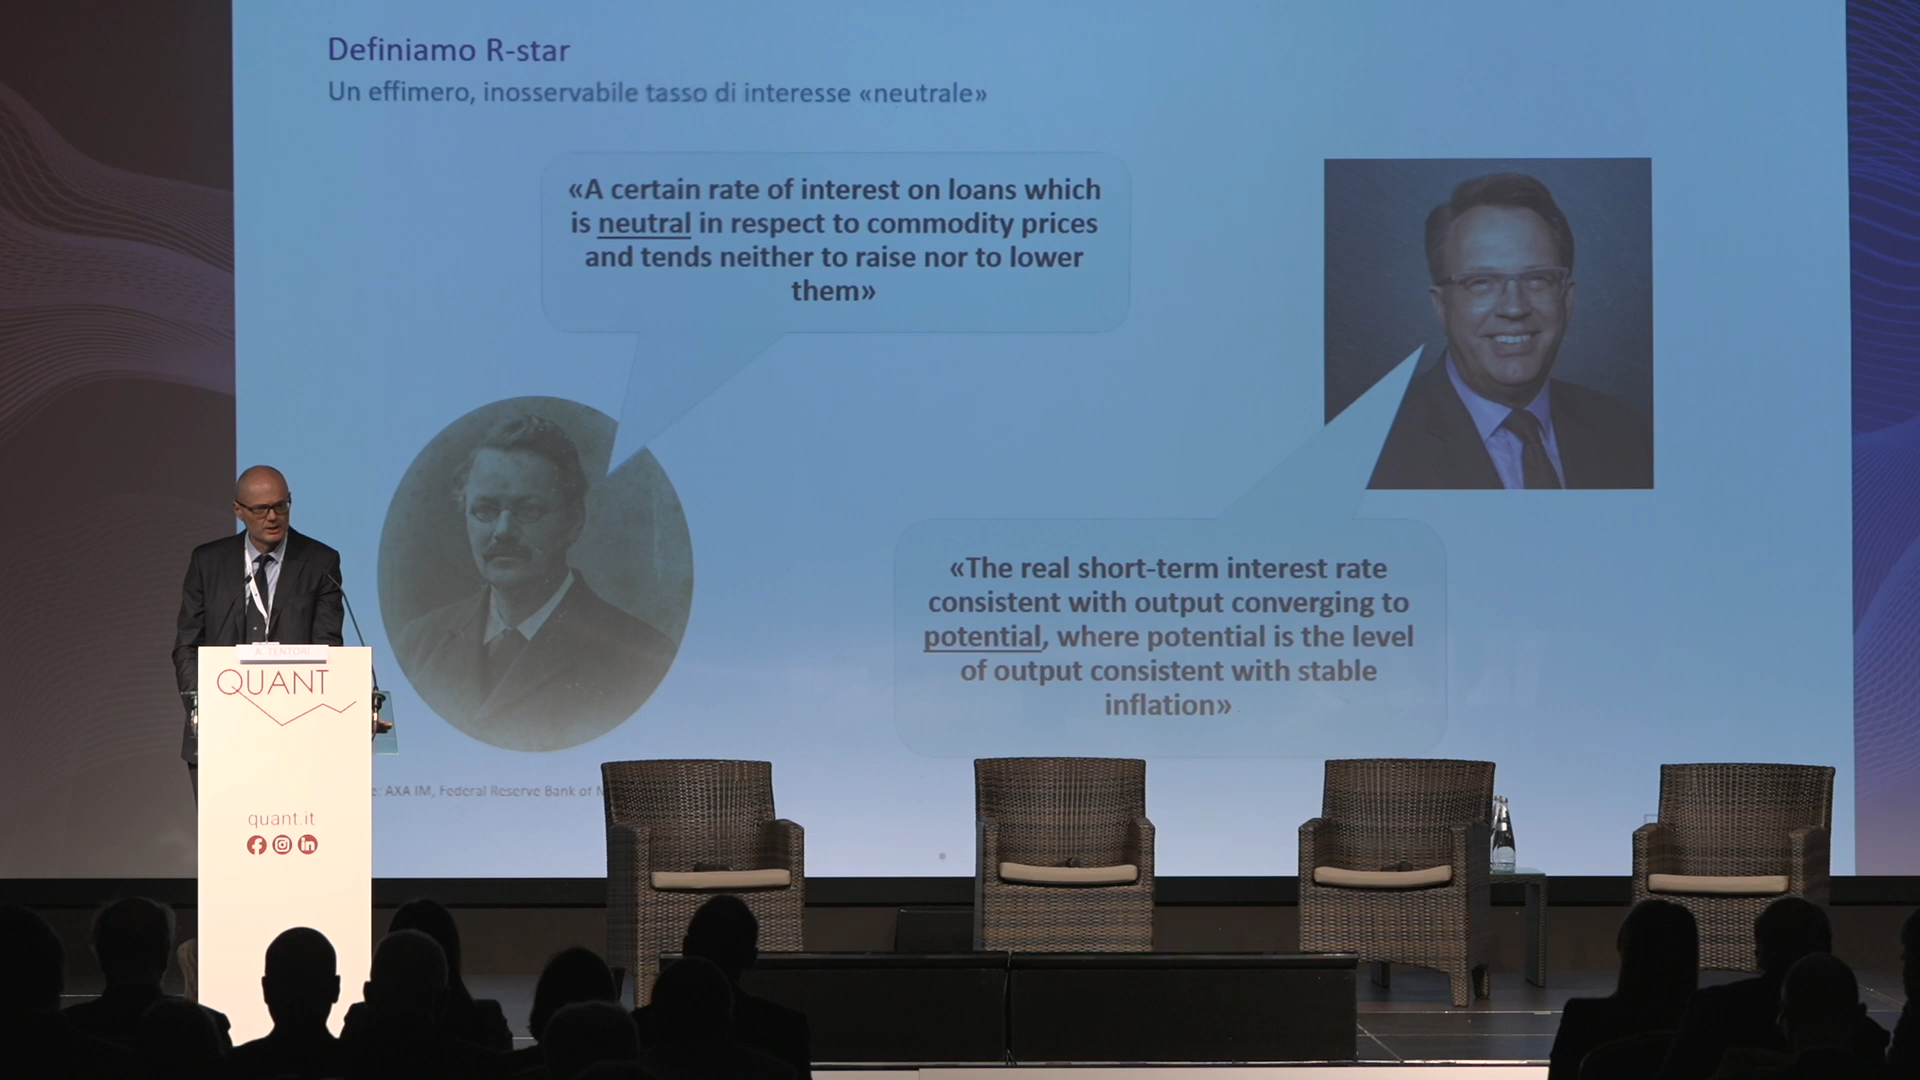 Definiamo R-star
Un effimero, inosservabile tasso di interesse «neutrale»
«A certain rate of interest on loans which
is neutral in respect to commodity prices
and tends neither to raise nor to lower
them»
«The real short-term interest rate
consistent with output converging to
potential, where potential is the level
of output consistent with stable
inflation»
AXA IM, Federal Reserve Bank of
A. TENTORI
QUANT
quant.it